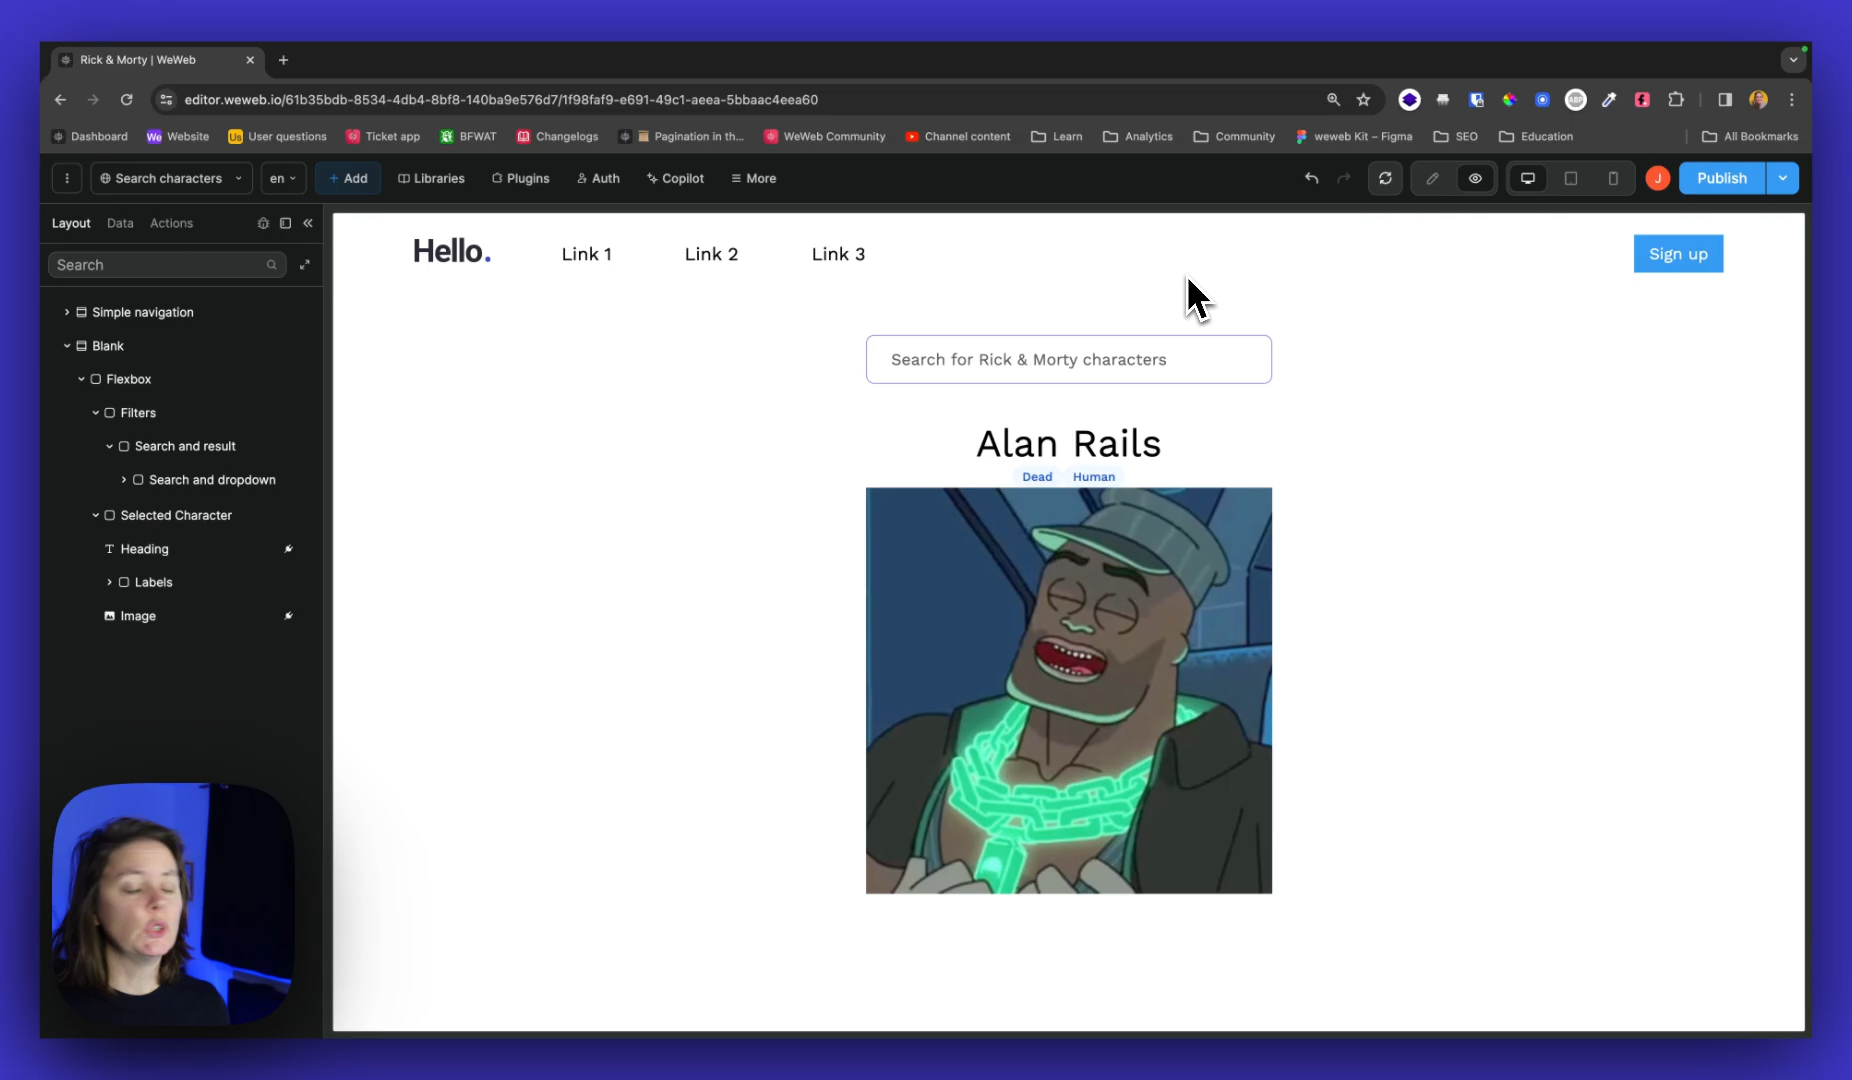 Rick & Morty | WeWeb
editor.weweb.io/61b35bdb-8534-4db4-8bf8-140ba9e576d7/1f98faf9-e691-49c1-aeea-5bbaac4eea60
ABP
Dashboard We Website Us User questions Ticket app BFWAT Changelogs Pagination in th... WeWeb Community Channel content Learn Analytics Community weweb Kit – Figma SEO Education All Bookmarks
Search characters en + Add Libraries Plugins Auth Copilot More J Publish
Layout Data Actions
Search
Simple navigation
Blank
Flexbox
Filters
Search and result
Search and dropdown
Selected Character
T Heading
Labels
Image
Hello. Link 1 Link 2 Link 3 Sign up
Search for Rick & Morty characters
Alan Rails
Dead Human